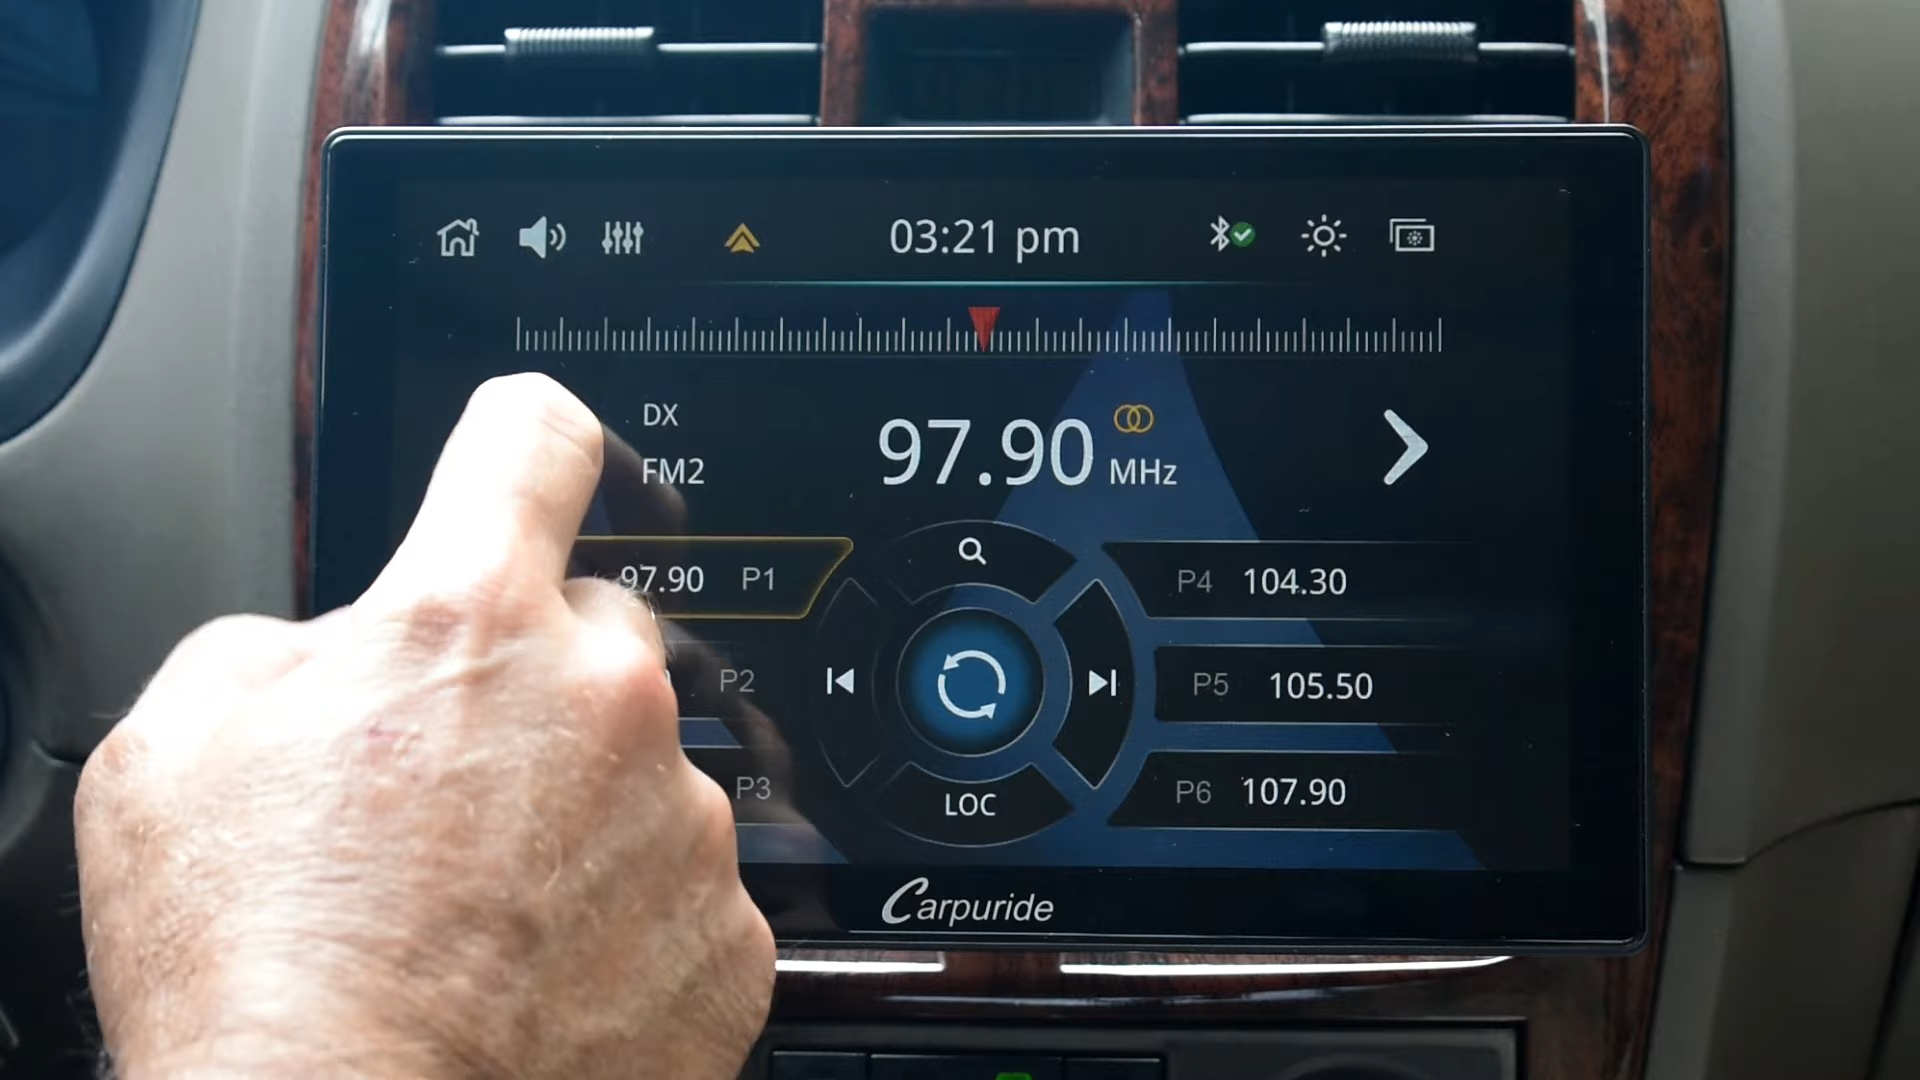 03:21 pm
DX
FM2
97.90 MHz
97.90 P1
P4 104.30
P2
P5 105.50
P3
P6 107.90
LOC
Carpuride